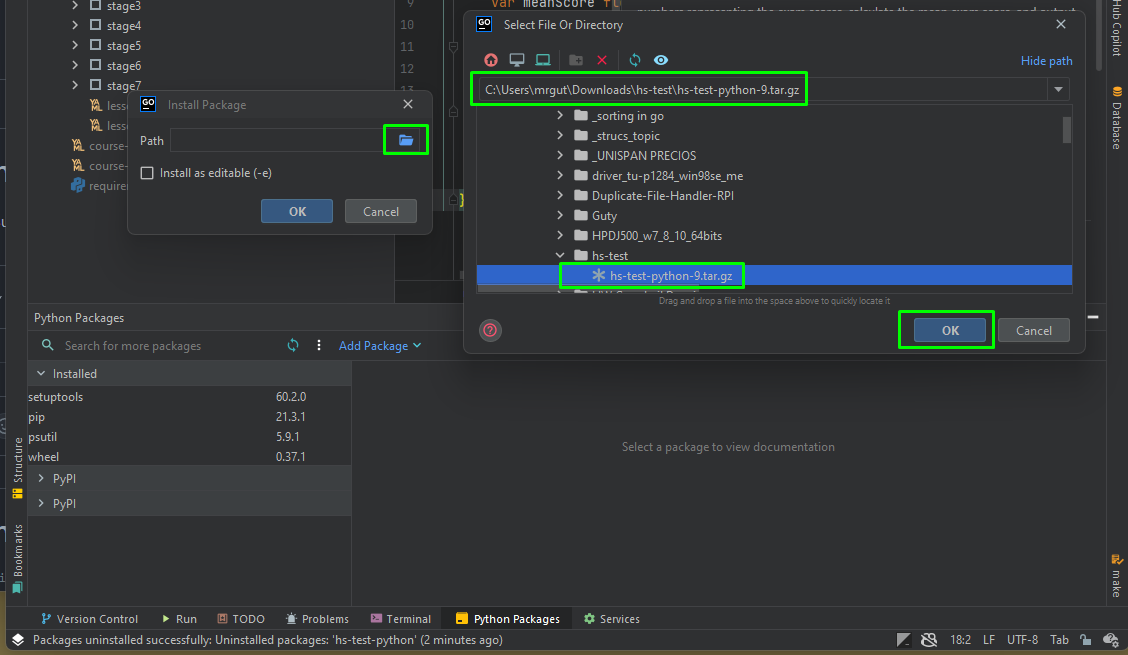 stage3
stage4
stage5
stage6
stage7
lesse
lesse
course-
course-
requirer
9
10
11
12
13
var meanScore fl
GO
Select File Or Directory
Hide path
C:\Users\mrgut\Downloads\hs-test\hs-test-python-9.tar.gz
_sorting in go
_strucs_topic
_UNISPAN PRECIOS
driver_tu-p1284_win98se_me
Duplicate-File-Handler-RPI
Guty
HPDJ500_w7_8_10_64bits
hs-test
hs-test-python-9.tar.gz
Drag and drop a file into the space above to quickly locate it
OK
Cancel
GO
Install Package
Path
Install as editable (-e)
OK
Cancel
Python Packages
Search for more packages
Add Package
Installed
setuptools 60.2.0
pip 21.3.1
psutil 5.9.1
wheel 0.37.1
PyPI
PyPI
Select a package to view documentation
Structure
Bookmarks
Hub Copilot
Database
make
Version Control
Run
TODO
Problems
Terminal
Python Packages
Services
Packages uninstalled successfully: Uninstalled packages: 'hs-test-python' (2 minutes ago)
18:2
LF
UTF-8
Tab